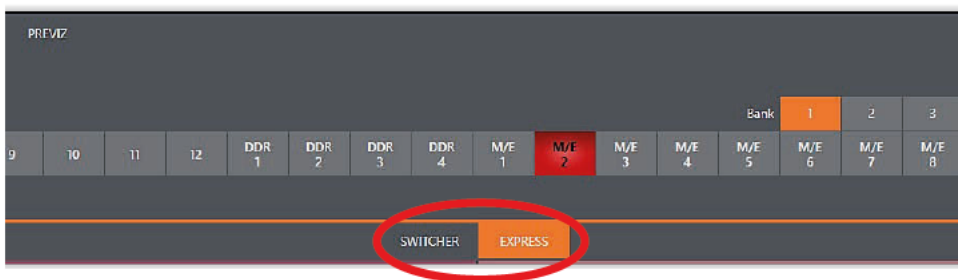 PREVIZ
Bank 1 2 3
9 10 11 12 DDR 1 DDR 2 DDR 3 DDR 4 M/E 1 M/E 2 M/E 3 M/E 4 M/E 5 M/E 6 M/E 7 M/E 8
SWITCHER EXPRESS